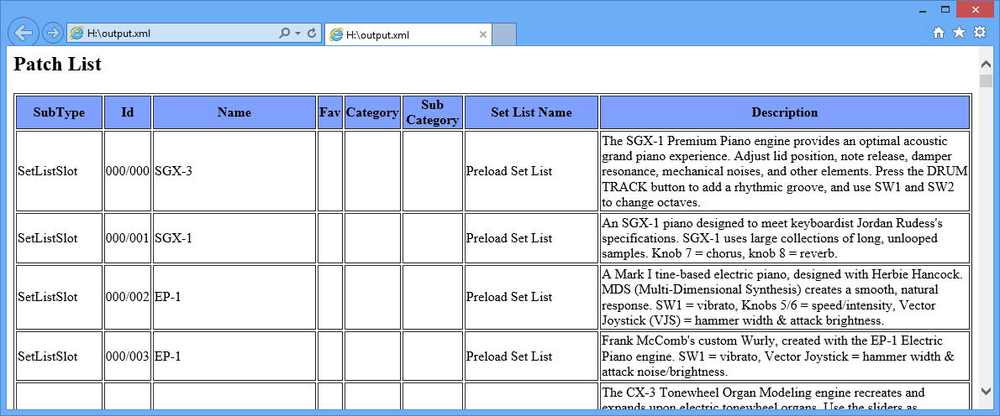 H:\output.xml
H:\output.xml
Patch List
SubType Id Name Fav Category Sub Category Set List Name Description
SetListSlot 000/000 SGX-3 Preload Set List
The SGX-1 Premium Piano engine provides an optimal acoustic
grand piano experience. Adjust lid position, note release, damper
resonance, mechanical noises, and other elements. Press the DRUM
TRACK button to add a rhythmic groove, and use SW1 and SW2
to change octaves.
SetListSlot 000/001 SGX-1 Preload Set List
An SGX-1 piano designed to meet keyboardist Jordan Rudess's
specifications. SGX-1 uses large collections of long, unlooped
samples. Knob 7 = chorus, knob 8 = reverb.
SetListSlot 000/002 EP-1 Preload Set List
A Mark I tine-based electric piano, designed with Herbie Hancock.
MDS (Multi-Dimensional Synthesis) creates a smooth, natural
response. SW1 = vibrato, Knobs 5/6 = speed/intensity, Vector
Joystick (VJS) = hammer width & attack brightness.
SetListSlot 000/003 EP-1 Preload Set List
Frank McComb's custom Wurly, created with the EP-1 Electric
Piano engine. SW1 = vibrato, Vector Joystick = hammer width &
attack noise/brightness.
The CX-3 Tonewheel Organ Modeling engine recreates and
expands upon electric tonewheel organs. Use the sliders as